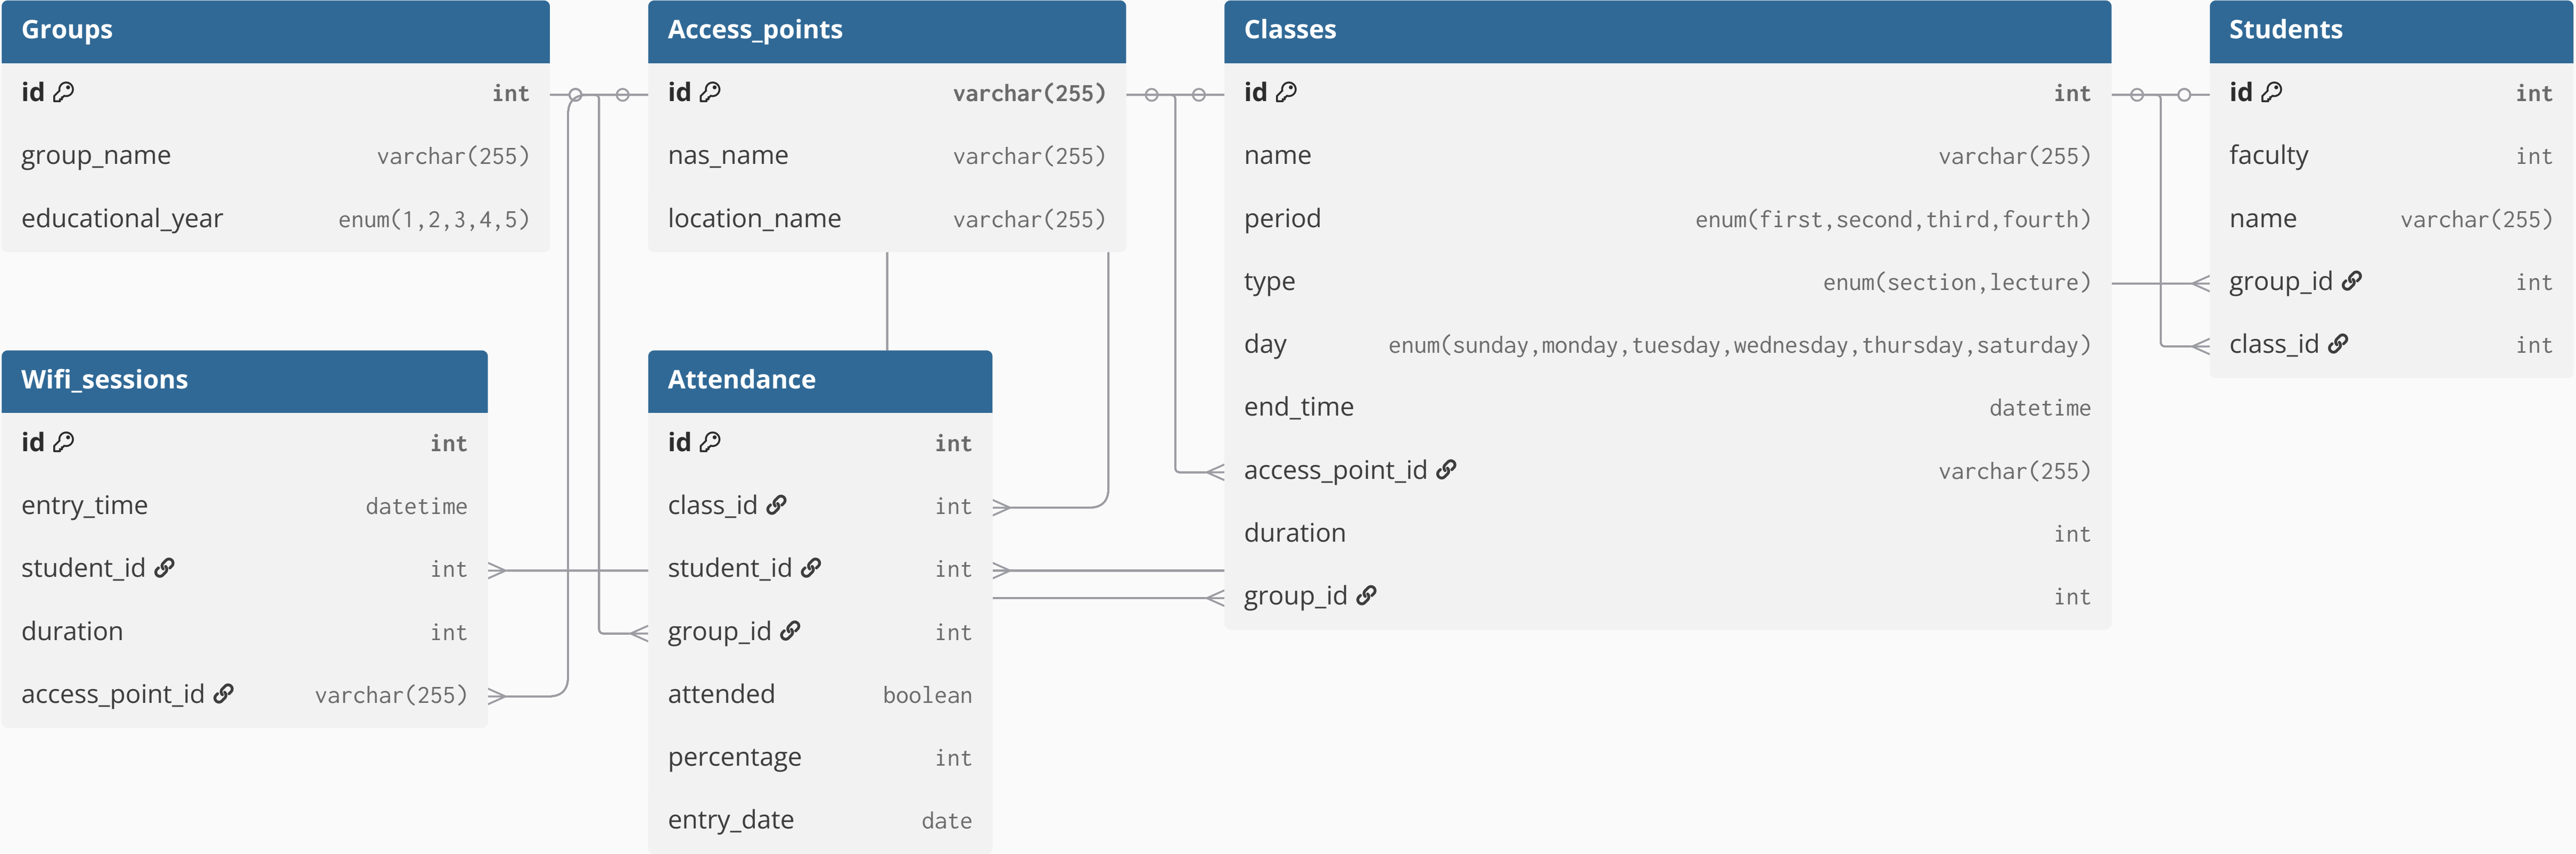 Groups
id int
group_name varchar(255)
educational_year enum(1,2,3,4,5)
Access_points
id varchar(255)
nas_name varchar(255)
location_name varchar(255)
Classes
id int
name varchar(255)
period enum(first,second,third,fourth)
type enum(section,lecture)
day enum(sunday,monday,tuesday,wednesday,thursday,saturday)
end_time datetime
access_point_id varchar(255)
duration int
group_id int
Students
id int
faculty int
name varchar(255)
group_id int
class_id int
Wifi_sessions
id int
entry_time datetime
student_id int
duration int
access_point_id varchar(255)
Attendance
id int
class_id int
student_id int
group_id int
attended boolean
percentage int
entry_date date